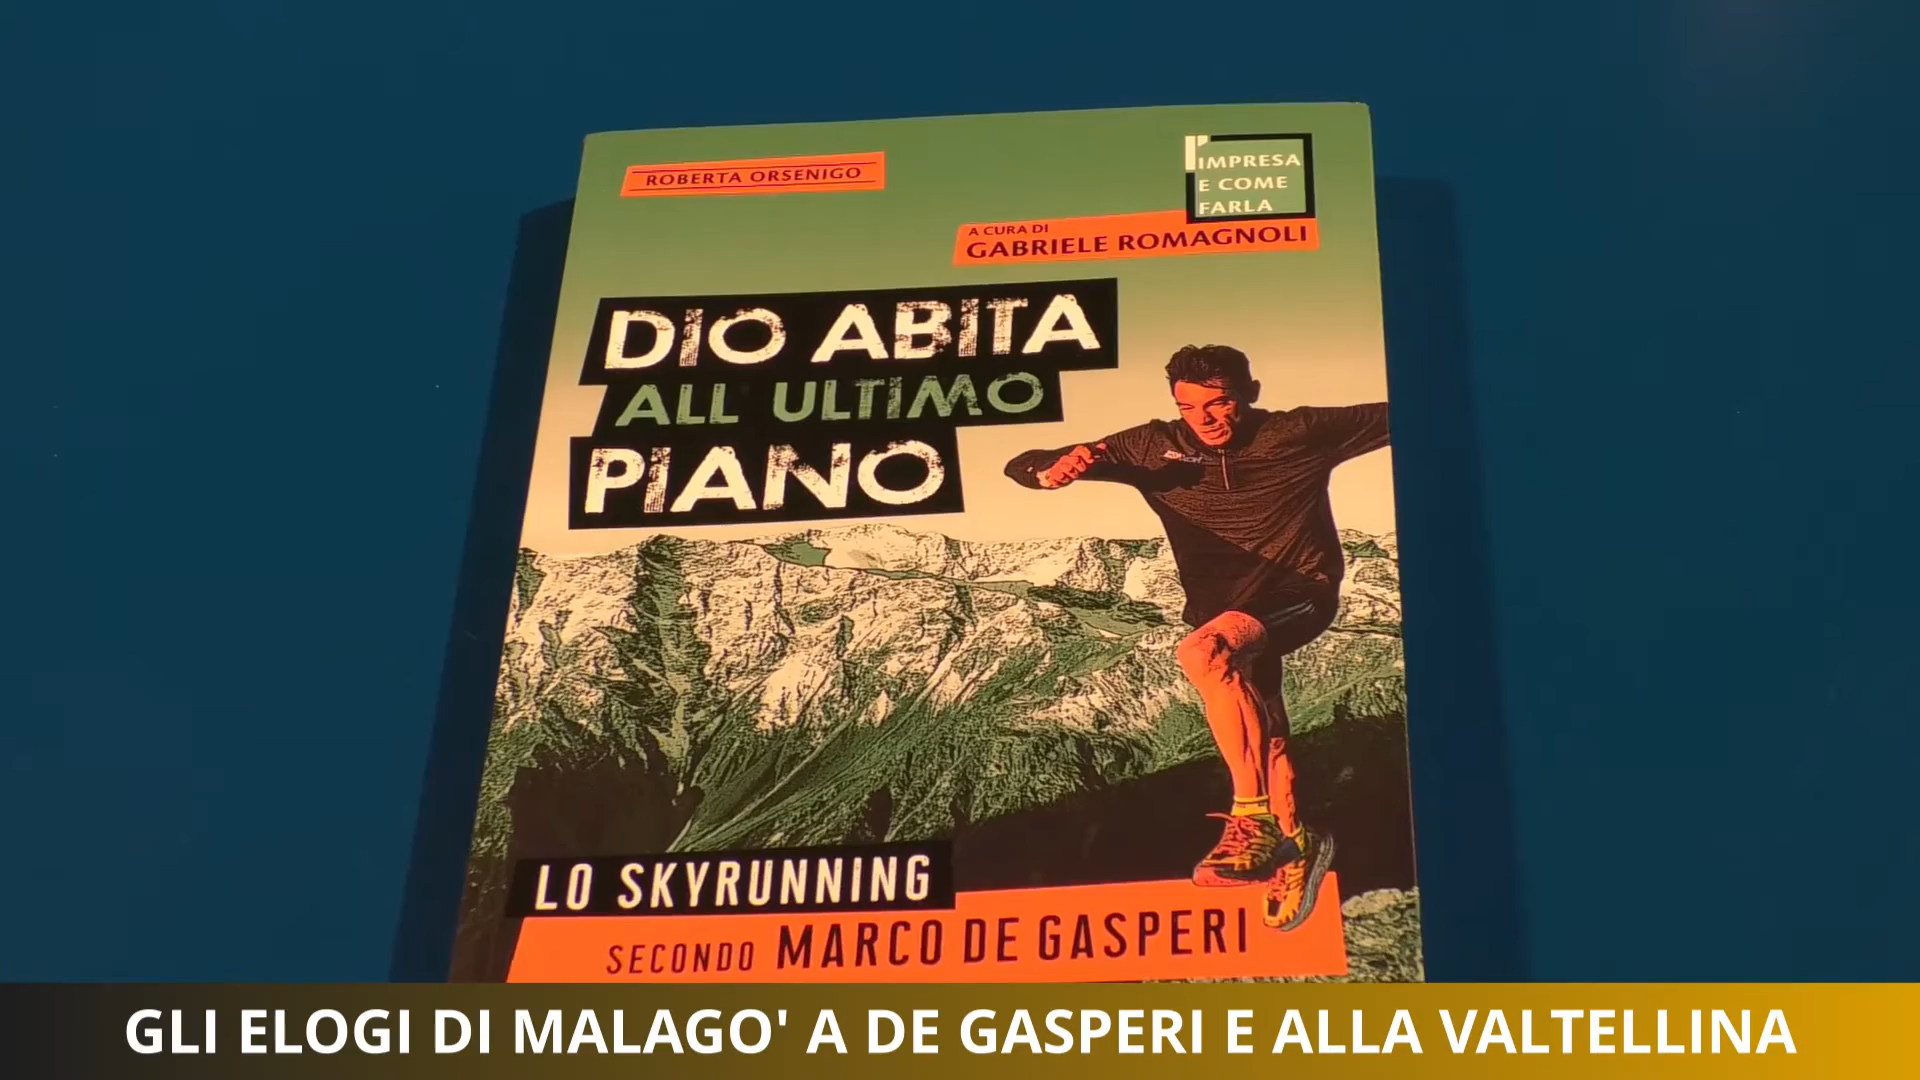 ROBERTA ORSENIGO
L'IMPRESA
E COME
FARLA
A CURA DI
GABRIELE ROMAGNOLI
DIO ABITA
ALL ULTIMO
PIANO
LO SKYRUNNING
SECONDO MARCO DE GASPERI
GLI ELOGI DI MALAGO' A DE GASPERI E ALLA VALTELLINA